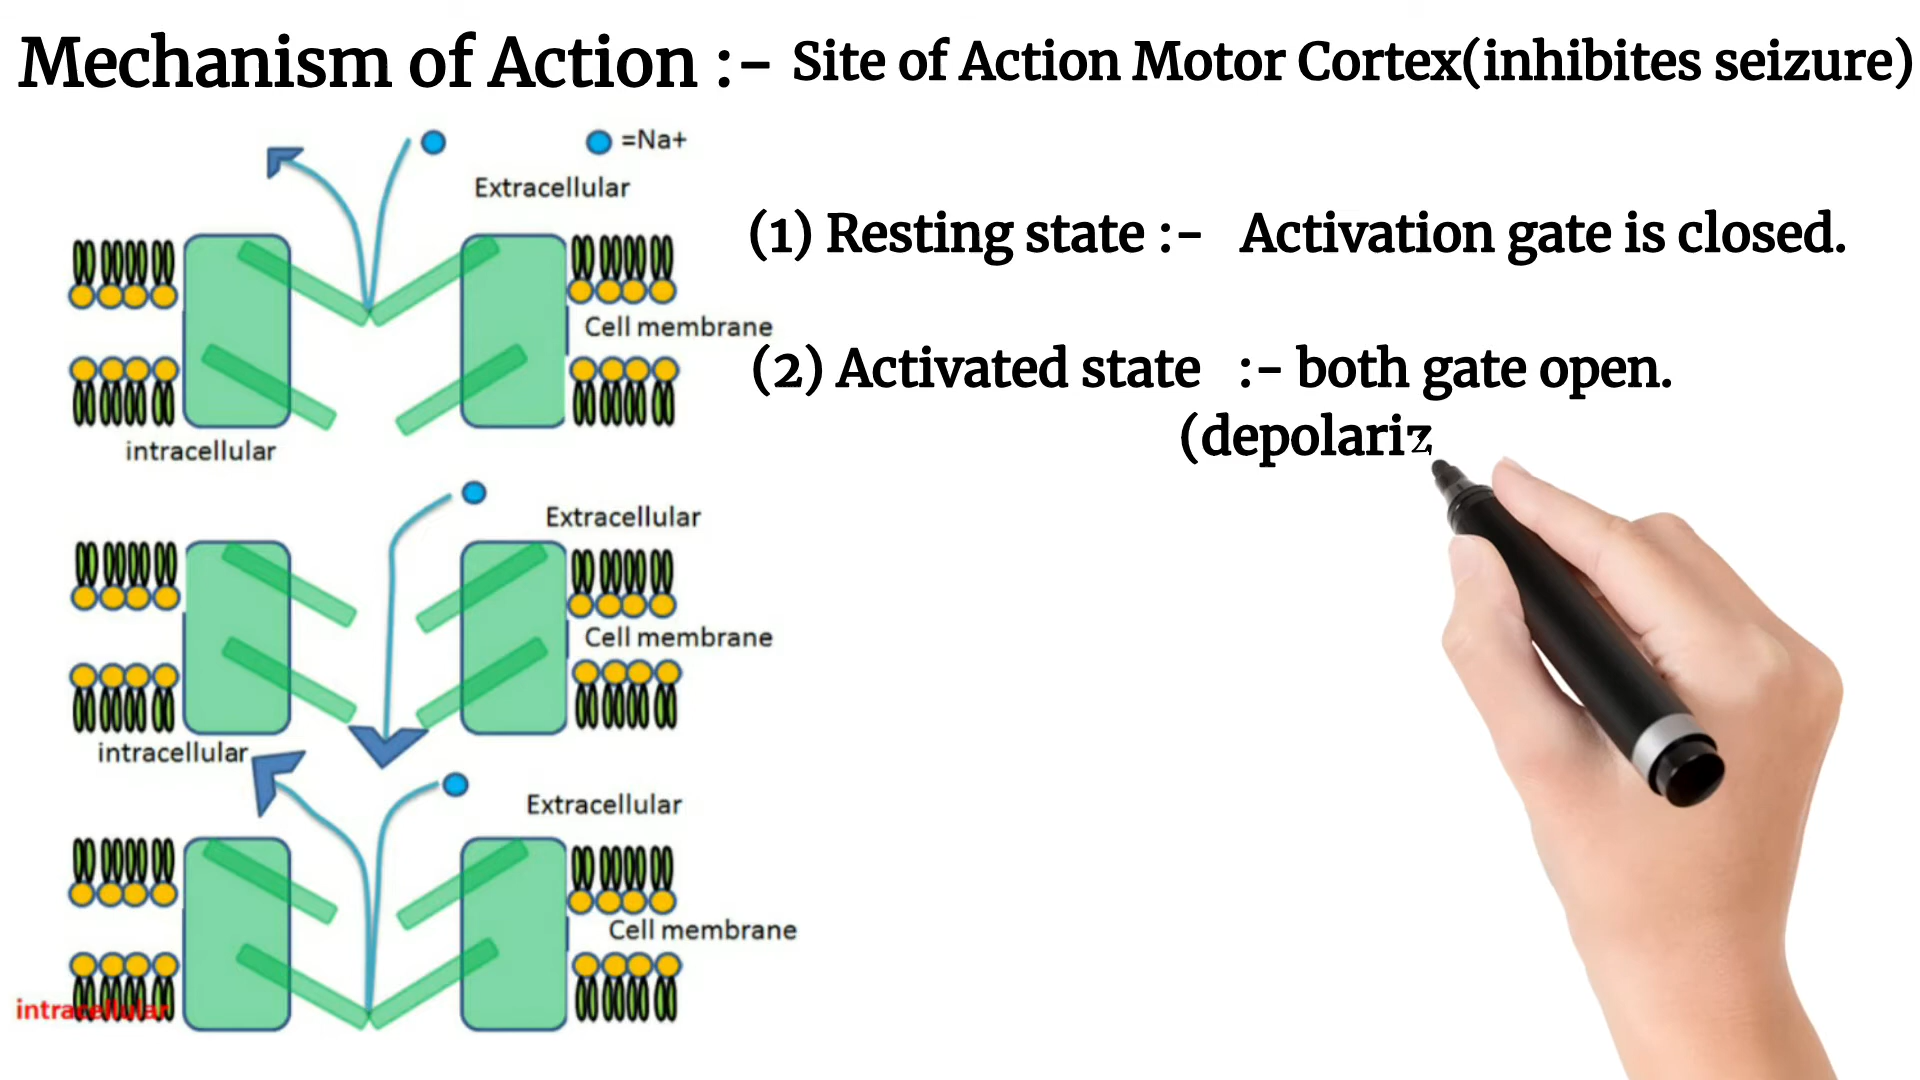 Mechanism of Action :- Site of Action Motor Cortex(inhibites seizure)
=Na+
Extracellular
(1) Resting state :- Activation gate is closed.
Cell membrane
(2) Activated state :- both gate open.
(depolariz
intracellular
Extracellular
Cell membrane
intracellular
Extracellular
Cell membrane
intracellular